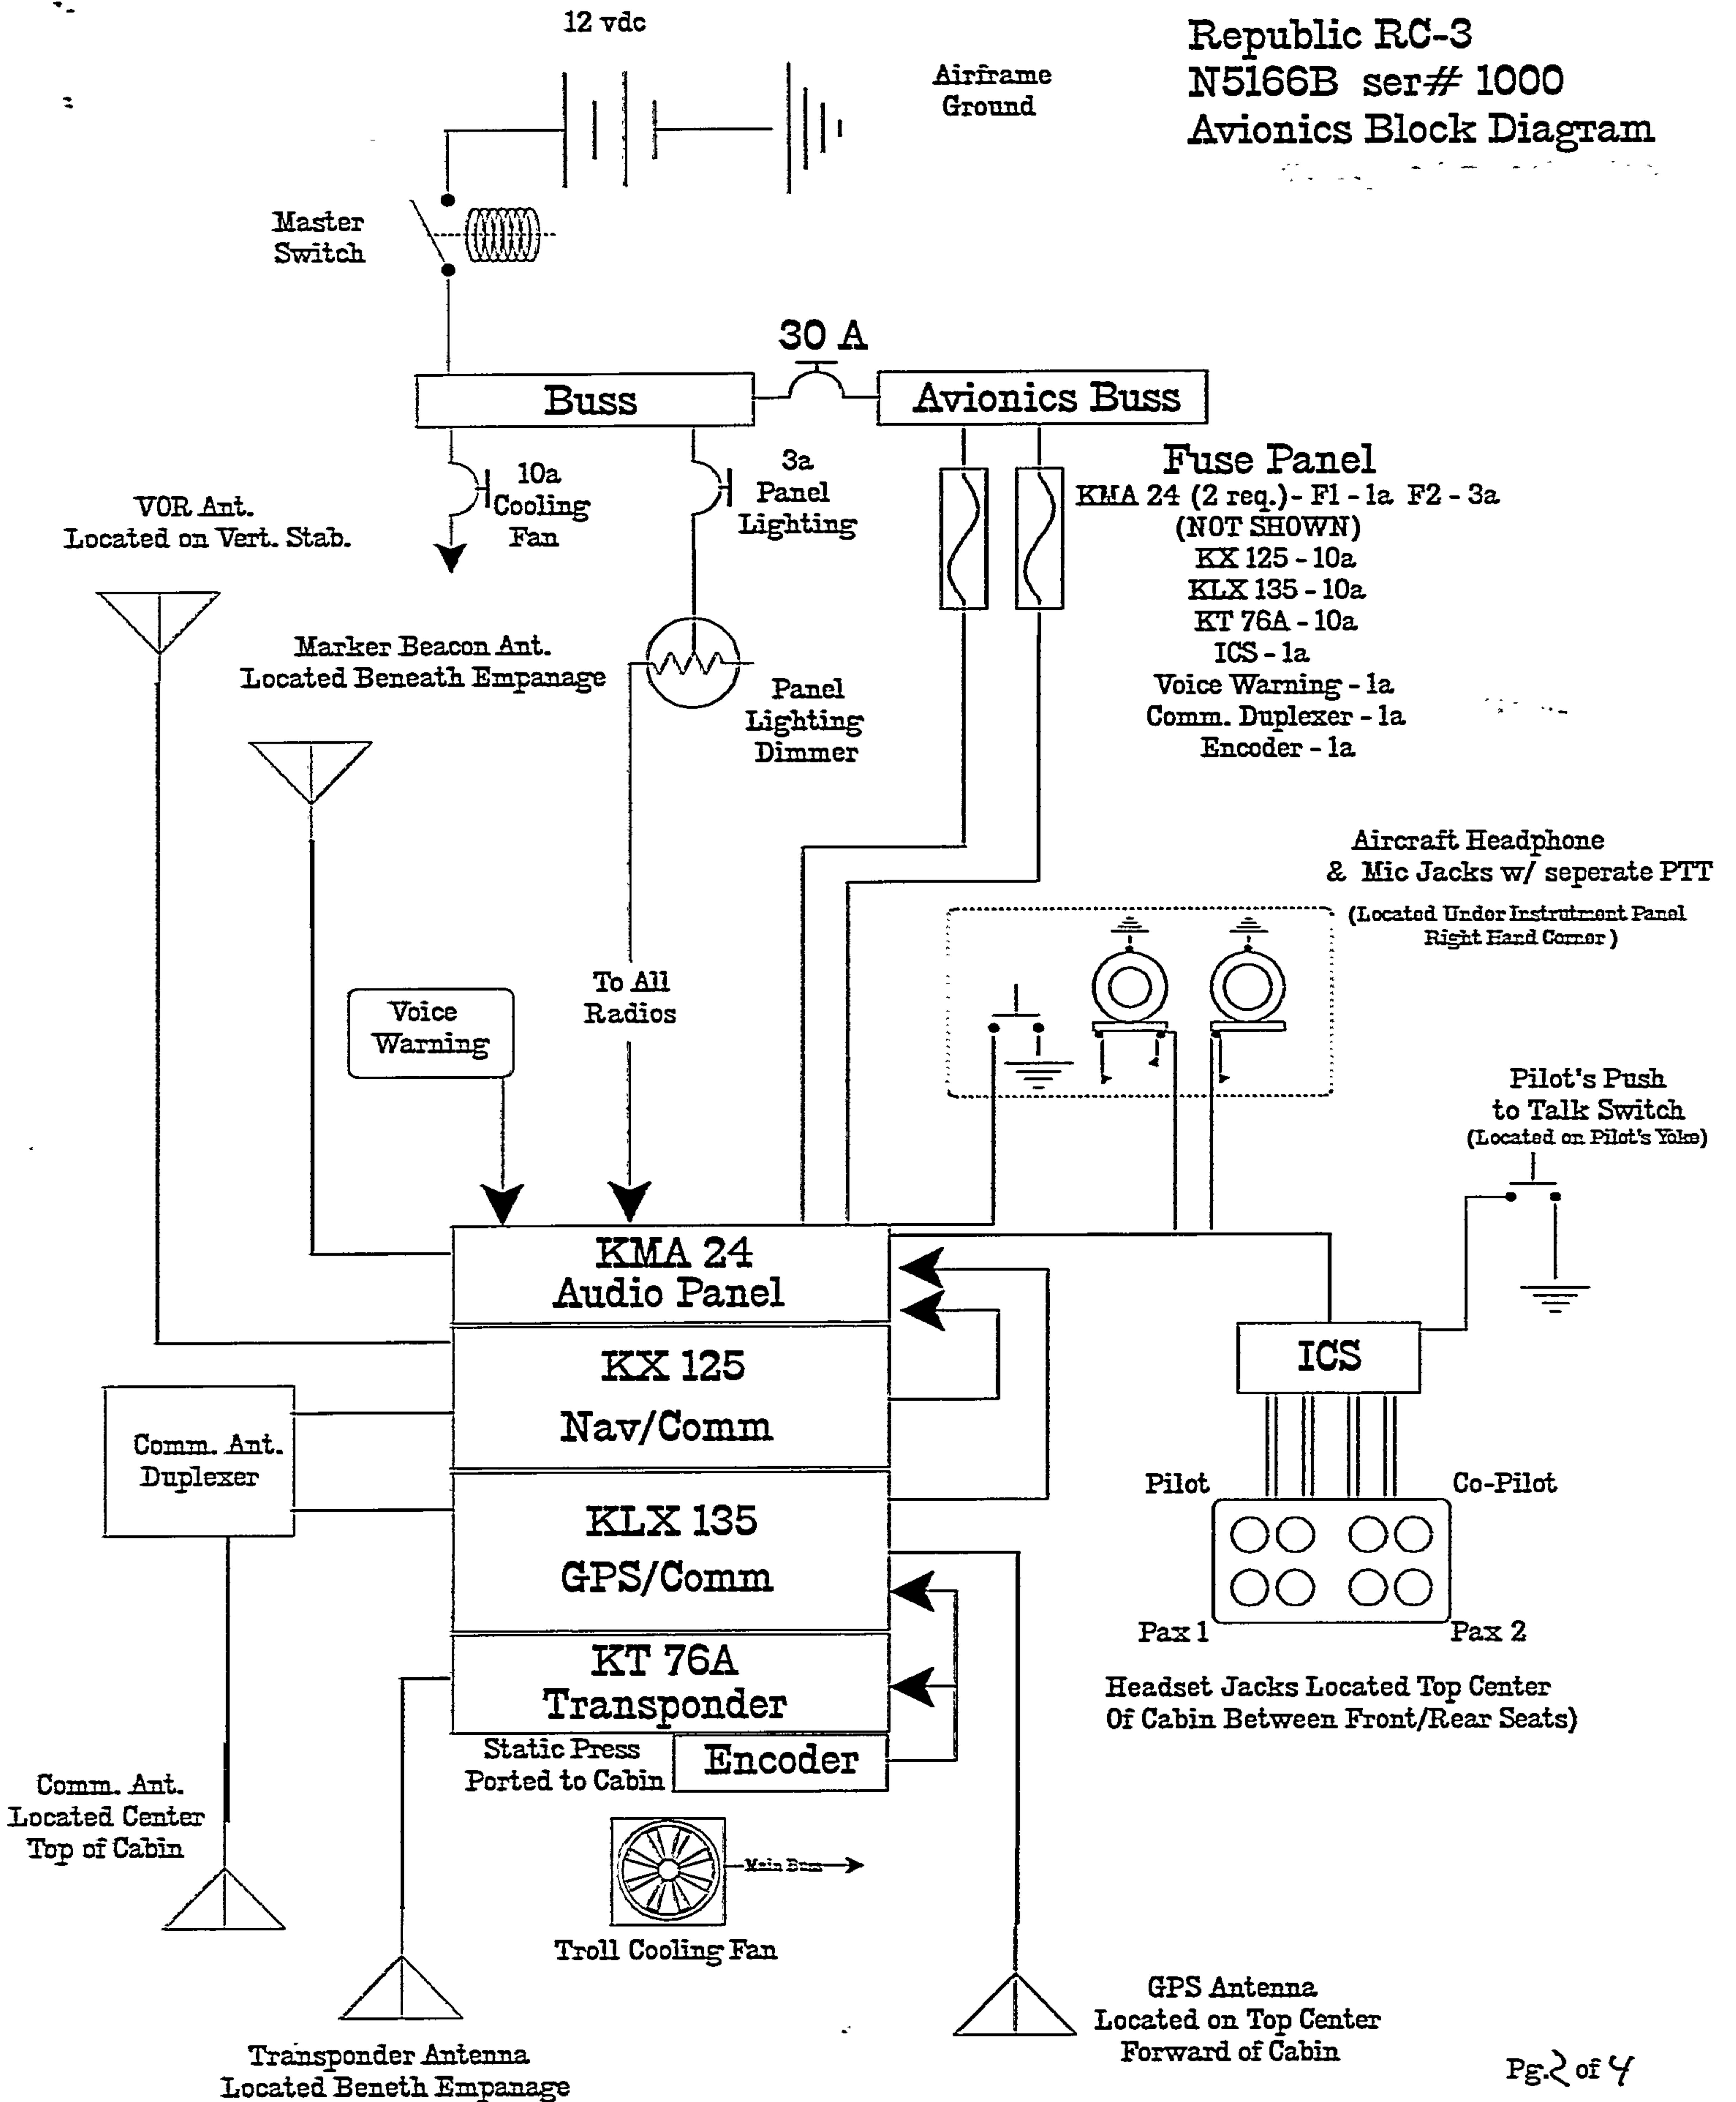 12 vdc
Republic RC-3
N5166B ser# 1000
Avionics Block Diagram
Airframe
Ground
Master
Switch
30 A
Buss
Avionics Buss
10a
Cooling
Fan
3a
Panel
Lighting
Fuse Panel
KMA 24 (2 req.) - F1 - 1a F2 - 3a
(NOT SHOWN)
KX 125 - 10a
KLX 135 - 10a
KT 76A - 10a
ICS - 1a
Voice Warning - 1a
Comm. Duplexer - 1a
Encoder - 1a
VOR Ant.
Located on Vert. Stab.
Marker Beacon Ant.
Located Beneath Empanage
Panel
Lighting
Dimmer
Aircraft Headphone
& Mic Jacks w/ seperate PTT
(Located Under Instrutment Panel
Right Hand Corner)
To All
Radios
Voice
Warning
Pilot's Push
to Talk Switch
(Located on Pilot's Yoke)
KMA 24
Audio Panel
KX 125
Nav/Comm
ICS
Comm. Ant.
Duplexer
KLX 135
GPS/Comm
Pilot
Co-Pilot
Pax 1
Pax 2
KT 76A
Transponder
Headset Jacks Located Top Center
Of Cabin Between Front/Rear Seats)
Static Press
Ported to Cabin
Encoder
Comm. Ant.
Located Center
Top of Cabin
Main Buss
Troll Cooling Fan
GPS Antenna
Located on Top Center
Forward of Cabin
Transponder Antenna
Located Beneth Empanage
Pg. 2 of 4